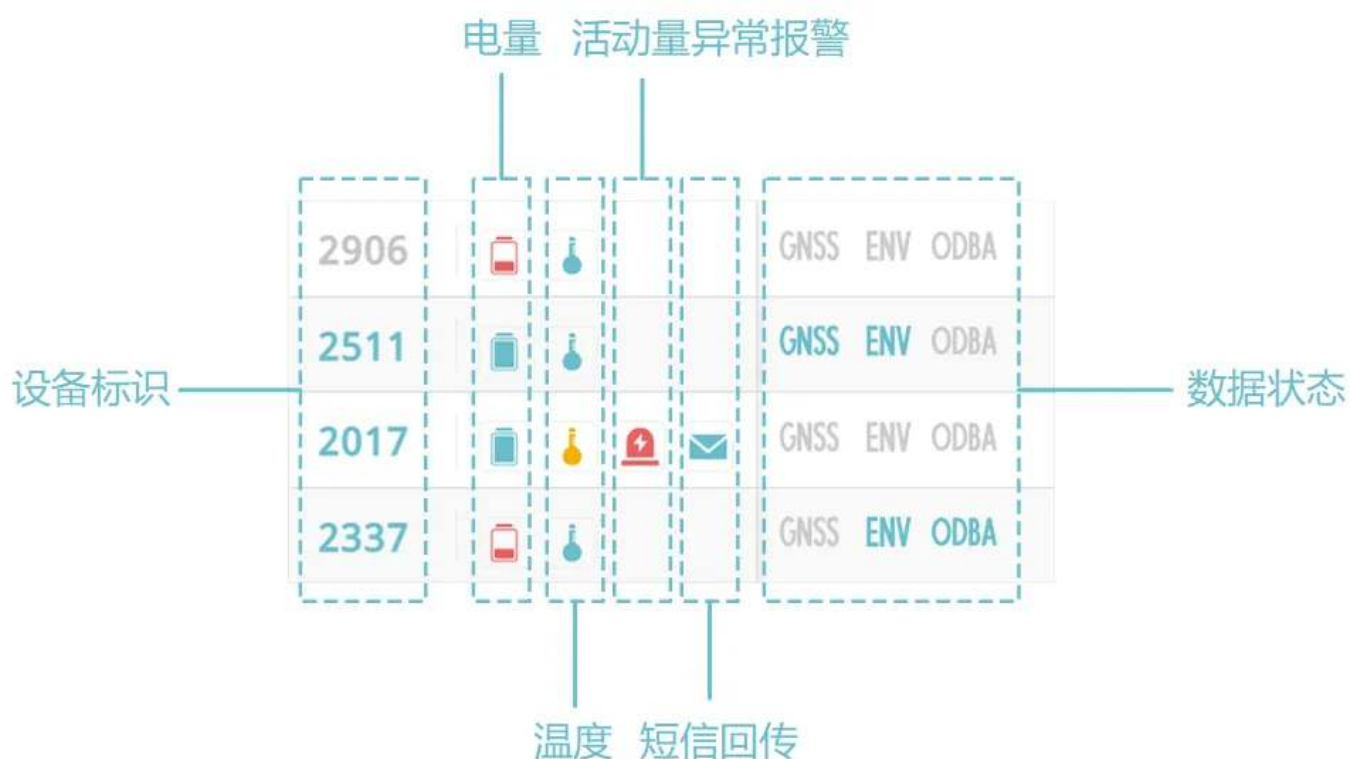 电量 活动量异常报警
2906 GNSS ENV ODBA
2511 GNSS ENV ODBA
设备标识 数据状态
2017 GNSS ENV ODBA
2337 GNSS ENV ODBA
温度 短信回传